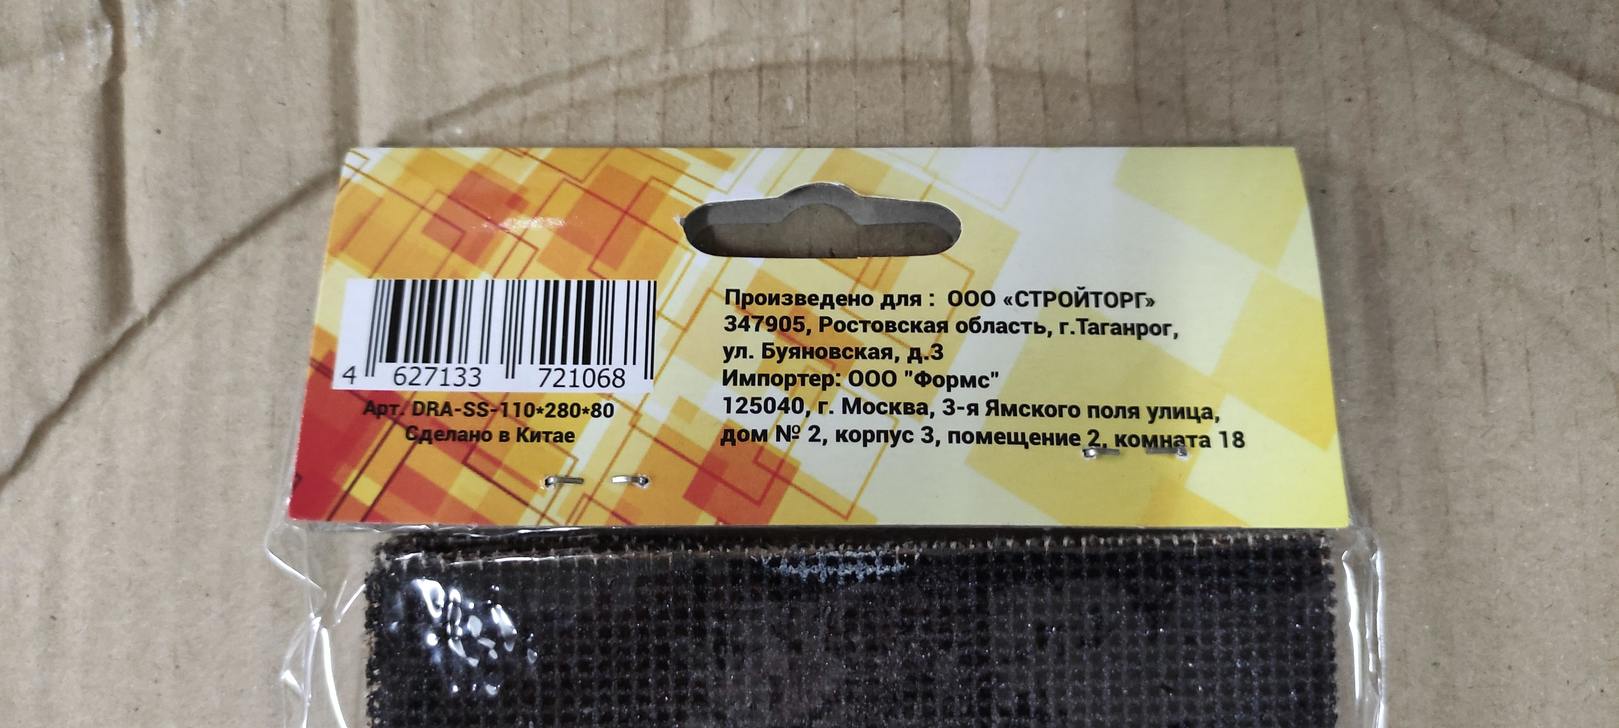 4 627133 721068
Арт. DRA-SS-110*280*80
Сделано в Китае
Произведено для : ООО «СТРОЙТОРГ»
347905, Ростовская область, г.Таганрог,
ул. Буяновская, д.3
Импортер: ООО "Формс"
125040, г. Москва, 3-я Ямского поля улица,
дом № 2, корпус 3, помещение 2, комната 18